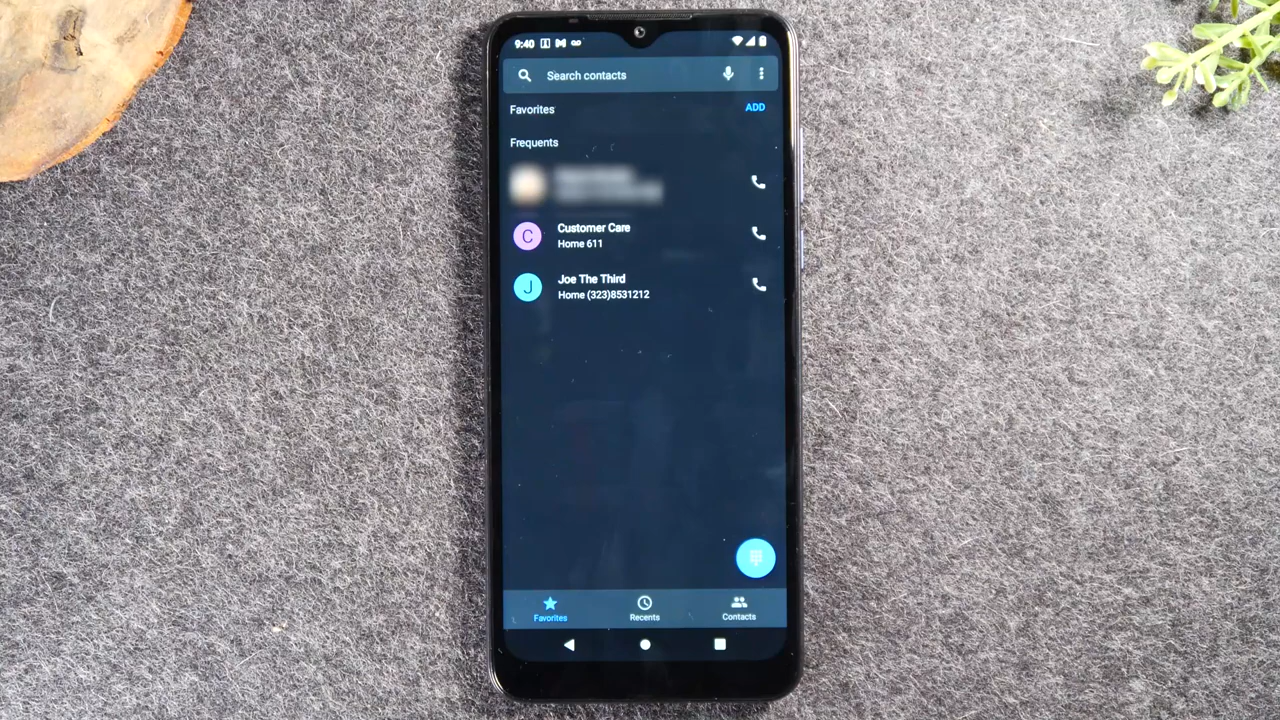 9:40
Search contacts
Favorites ADD
Frequents
C Customer Care
Home 611
J Joe The Third
Home (323)8531212
Favorites Recents Contacts